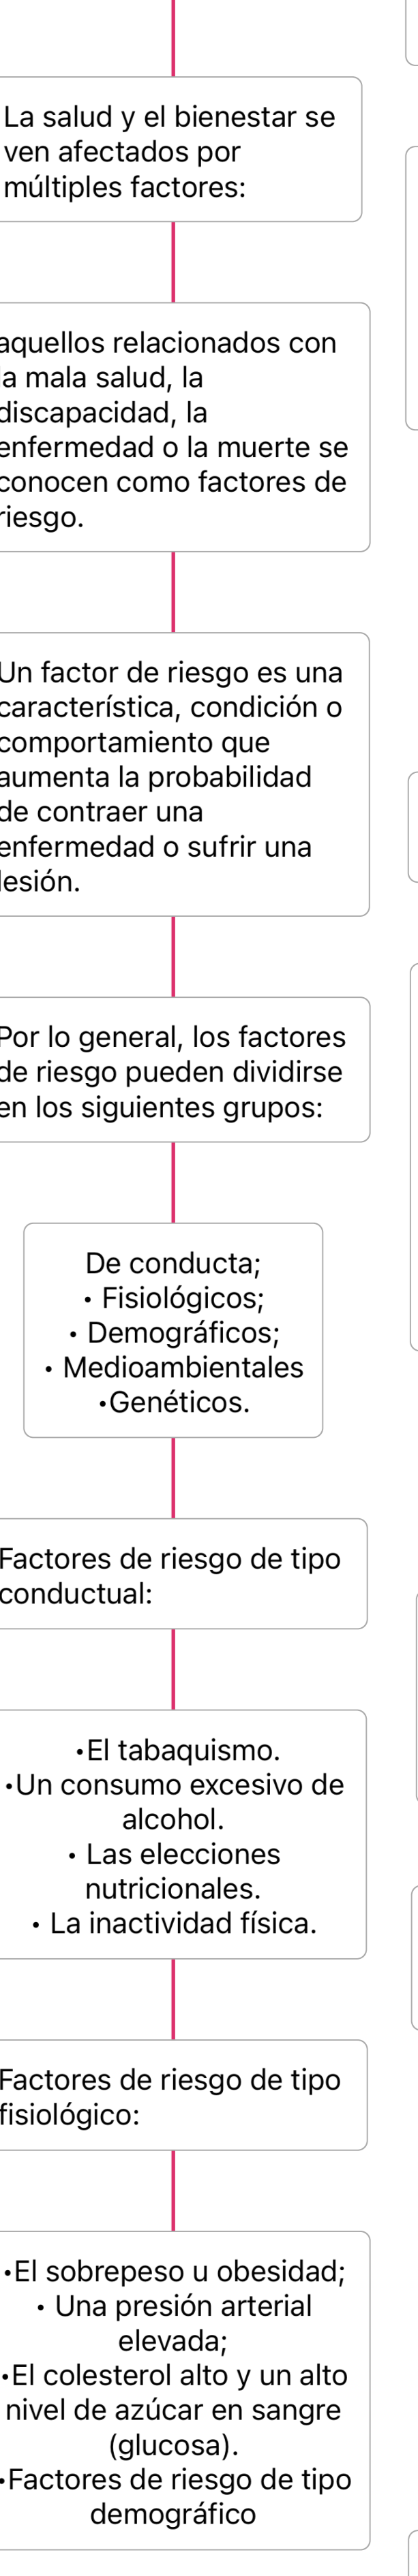 La salud y el bienestar se
ven afectados por
múltiples factores:
aquellos relacionados con
la mala salud, la
discapacidad, la
enfermedad o la muerte se
conocen como factores de
riesgo.
Un factor de riesgo es una
característica, condición o
comportamiento que
aumenta la probabilidad
de contraer una
enfermedad o sufrir una
lesión.
Por lo general, los factores
de riesgo pueden dividirse
en los siguientes grupos:
De conducta;
• Fisiológicos;
• Demográficos;
• Medioambientales
•Genéticos.
Factores de riesgo de tipo
conductual:
•El tabaquismo.
•Un consumo excesivo de
alcohol.
• Las elecciones
nutricionales.
• La inactividad física.
Factores de riesgo de tipo
fisiológico:
•El sobrepeso u obesidad;
• Una presión arterial
elevada;
•El colesterol alto y un alto
nivel de azúcar en sangre
(glucosa).
•Factores de riesgo de tipo
demográfico